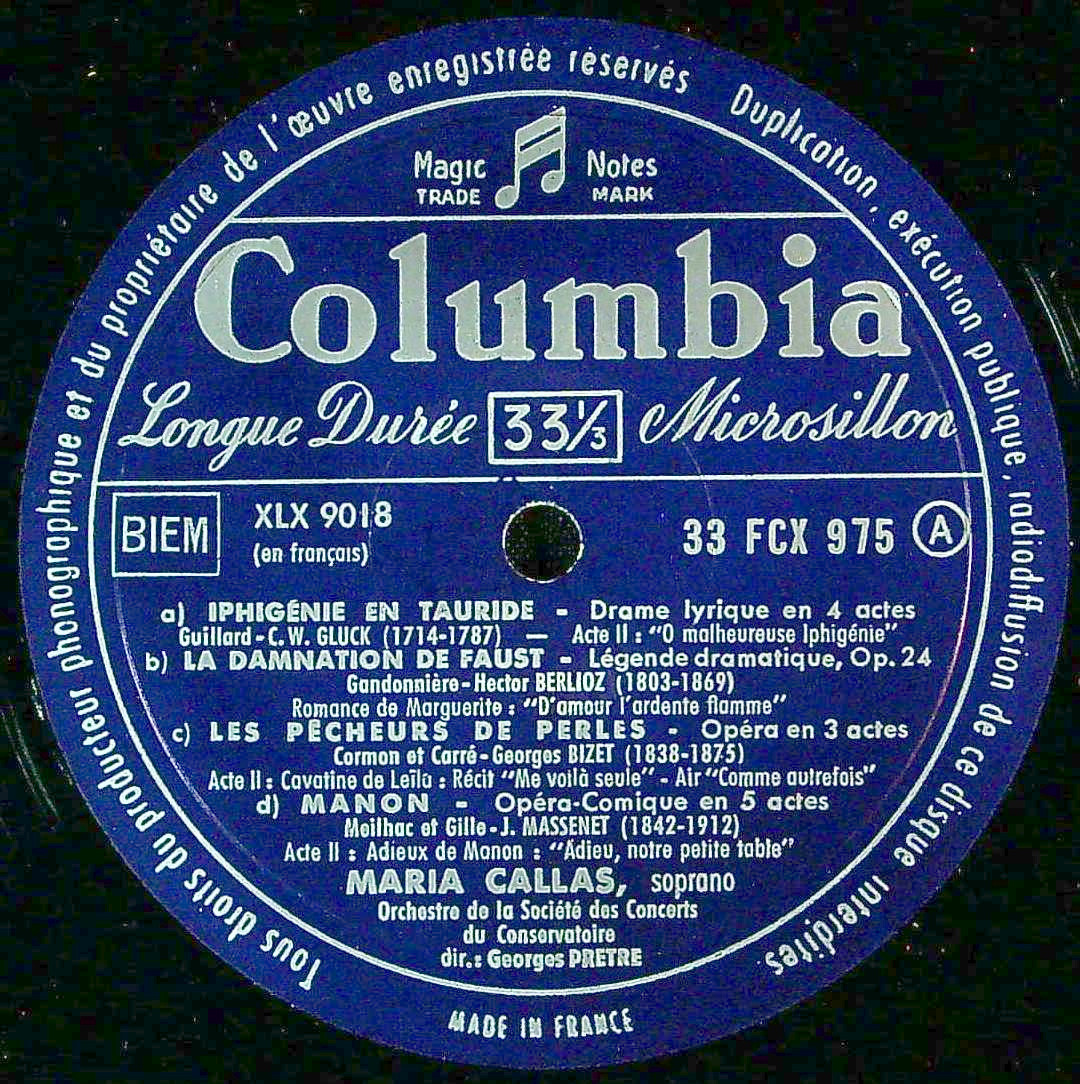 Tous droits du producteur phonographique et du propriétaire de l'œuvre enregistrée réservés
Duplication, exécution publique, radiodiffusion de ce disque interdites
Magic Notes
TRADE MARK
Columbia
Longue Durée 33⅓ Microsillon
BIEM XLX 9018 33 FCX 975 A
(en français)
a) IPHIGÉNIE EN TAURIDE - Drame lyrique en 4 actes
Guillard - C. W. GLUCK (1714-1787) — Acte II : "O malheureuse Iphigénie"
b) LA DAMNATION DE FAUST - Légende dramatique, Op. 24
Gandonnière - Hector BERLIOZ (1803-1869)
Romance de Marguerite : "D'amour l'ardente flamme"
c) LES PÊCHEURS DE PERLES - Opéra en 3 actes
Cormon et Carré - Georges BIZET (1838-1875)
Acte II : Cavatine de Leïla : Récit "Me voilà seule" - Air "Comme autrefois"
d) MANON - Opéra-Comique en 5 actes
Meilhac et Gille - J. MASSENET (1842-1912)
Acte II : Adieux de Manon : "Adieu, notre petite table"
MARIA CALLAS, soprano
Orchestre de la Société des Concerts
du Conservatoire
dir. : Georges PRETRE
MADE IN FRANCE